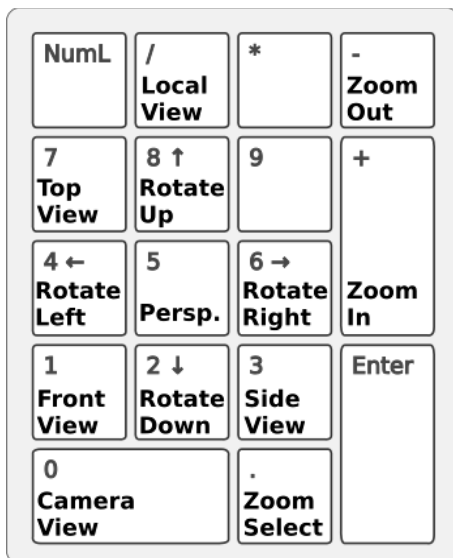 NumL
/
Local
View
*
-
Zoom
Out
7
Top
View
8 ↑
Rotate
Up
9
+
Zoom
In
4 ←
Rotate
Left
5
Persp.
6 →
Rotate
Right
1
Front
View
2 ↓
Rotate
Down
3
Side
View
Enter
0
Camera
View
.
Zoom
Select